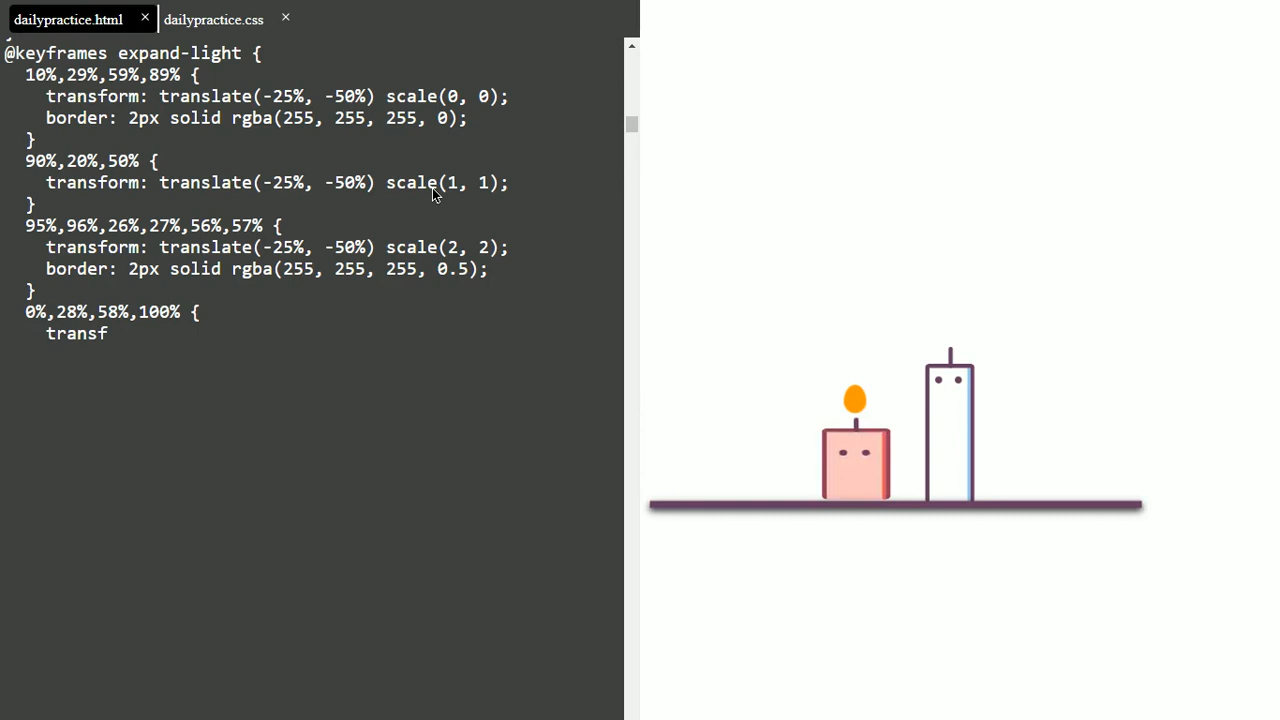 dailypractice.html × dailypractice.css ×
@keyframes expand-light {
10%,29%,59%,89% {
transform: translate(-25%, -50%) scale(0, 0);
border: 2px solid rgba(255, 255, 255, 0);
}
90%,20%,50% {
transform: translate(-25%, -50%) scale(1, 1);
}
95%,96%,26%,27%,56%,57% {
transform: translate(-25%, -50%) scale(2, 2);
border: 2px solid rgba(255, 255, 255, 0.5);
}
0%,28%,58%,100% {
transf